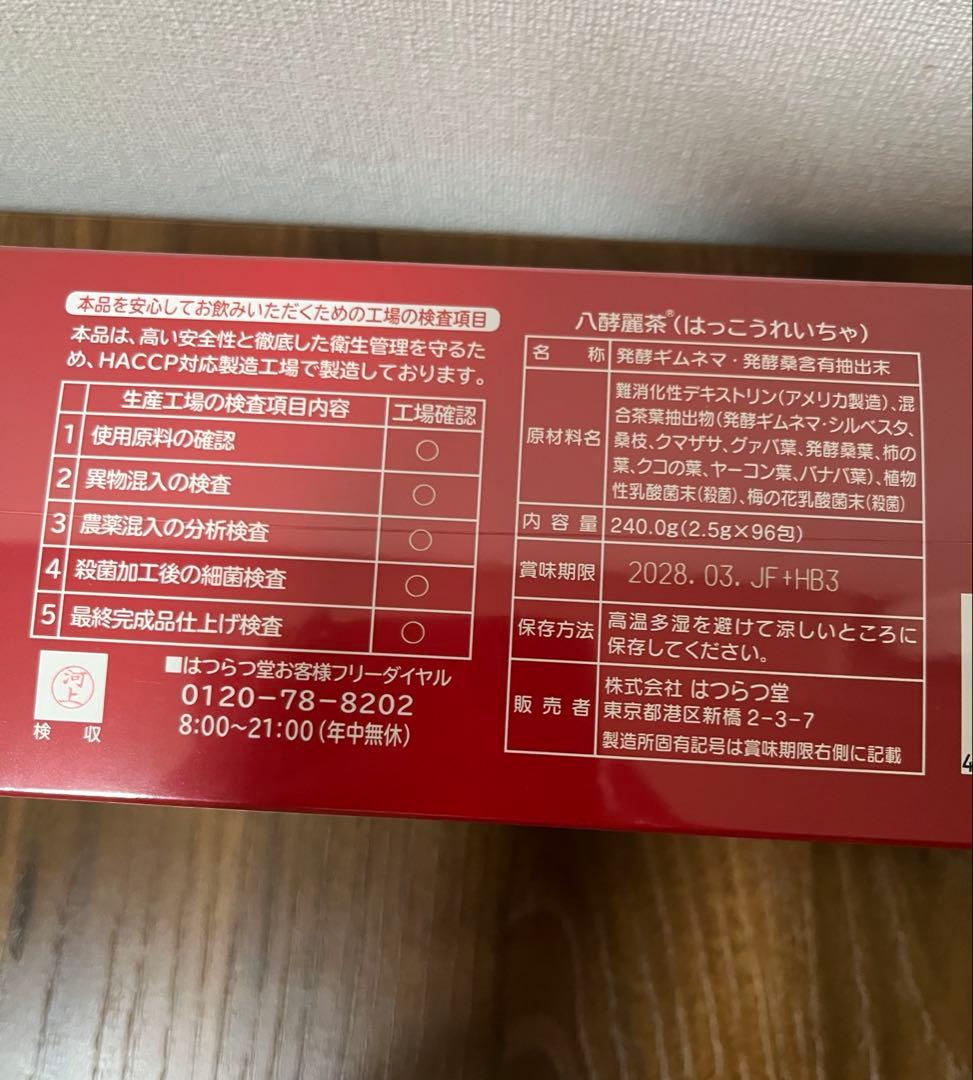 本品を安心してお飲みいただくための工場の検査項目
本品は、高い安全性と徹底した衛生管理を守るた
め、HACCP対応製造工場で製造しております。
生産工場の検査項目内容 工場確認
1 使用原料の確認 ○
2 異物混入の検査 ○
3 農薬混入の分析検査 ○
4 殺菌加工後の細菌検査 ○
5 最終完成品仕上げ検査 ○
河上
検 収
■はつらつ堂お客様フリーダイヤル
0120-78-8202
8:00〜21:00(年中無休)
八酵麗茶®(はっこうれいちゃ)
名 称 発酵ギムネマ・発酵桑含有抽出末
原材料名 難消化性デキストリン(アメリカ製造)、混
合茶葉抽出物(発酵ギムネマ・シルベスタ、
桑枝、クマザサ、グァバ葉、発酵桑葉、柿の
葉、クコの葉、ヤーコン葉、バナバ葉)、植物
性乳酸菌末(殺菌)、梅の花乳酸菌末(殺菌)
内容量 240.0g(2.5g×96包)
賞味期限 2028.03.JF+HB3
保存方法 高温多湿を避けて涼しいところに
保存してください。
販売者 株式会社 はつらつ堂
東京都港区新橋2-3-7
製造所固有記号は賞味期限右側に記載
4